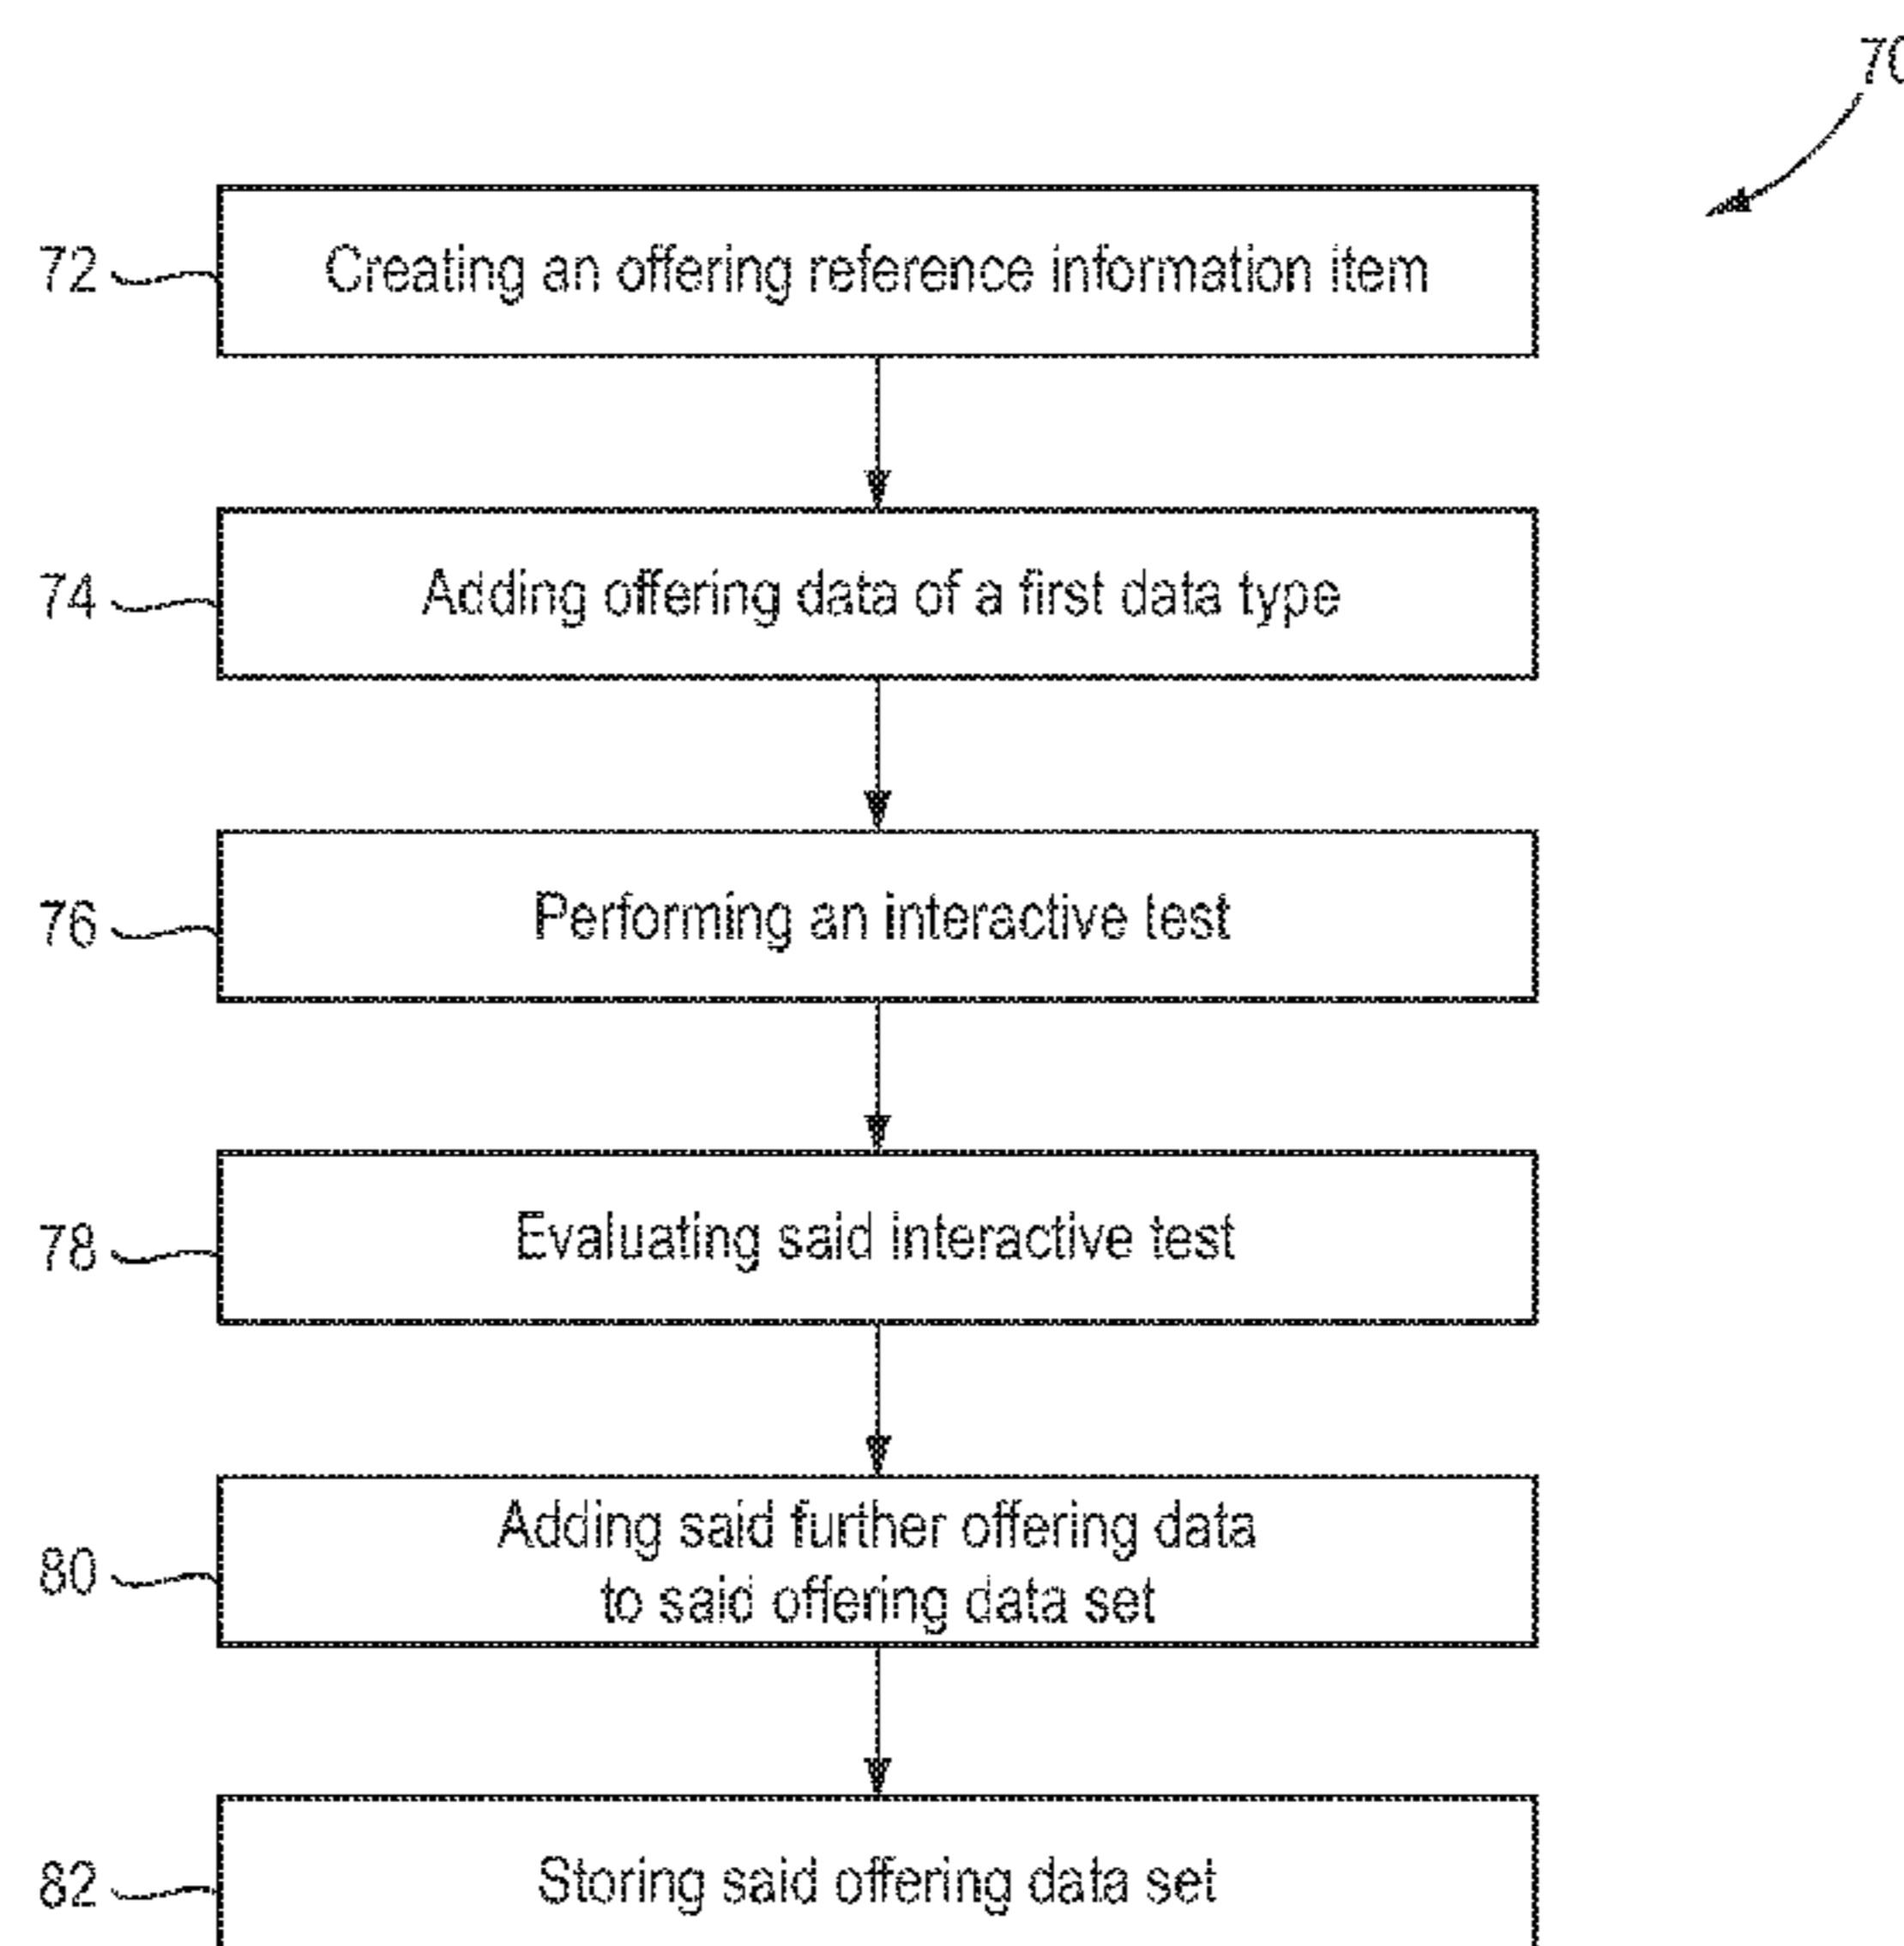 70
72
Creating an offering reference information item
74
Adding offering data of a first data type
76
Performing an interactive test
78
Evaluating said interactive test
80
Adding said further offering data
to said offering data set
82
Storing said offering data set